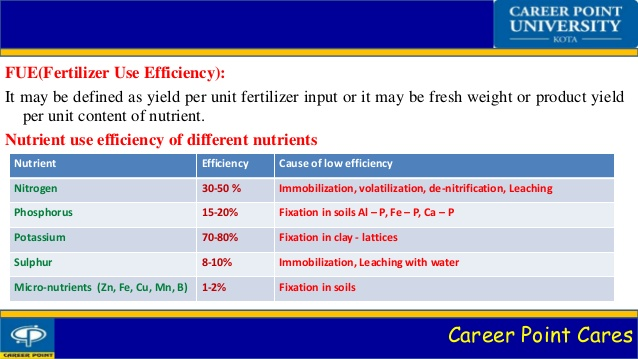 CAREER POINT
UNIVERSITY
KOTA
FUE(Fertilizer Use Efficiency):
It may be defined as yield per unit fertilizer input or it may be fresh weight or product yield
per unit content of nutrient.
Nutrient use efficiency of different nutrients
Nutrient Efficiency Cause of low efficiency
Nitrogen 30-50 % Immobilization, volatilization, de-nitrification, Leaching
Phosphorus 15-20% Fixation in soils Al – P, Fe – P, Ca – P
Potassium 70-80% Fixation in clay - lattices
Sulphur 8-10% Immobilization, Leaching with water
Micro-nutrients (Zn, Fe, Cu, Mn, B) 1-2% Fixation in soils
CAREER POINT
Career Point Cares